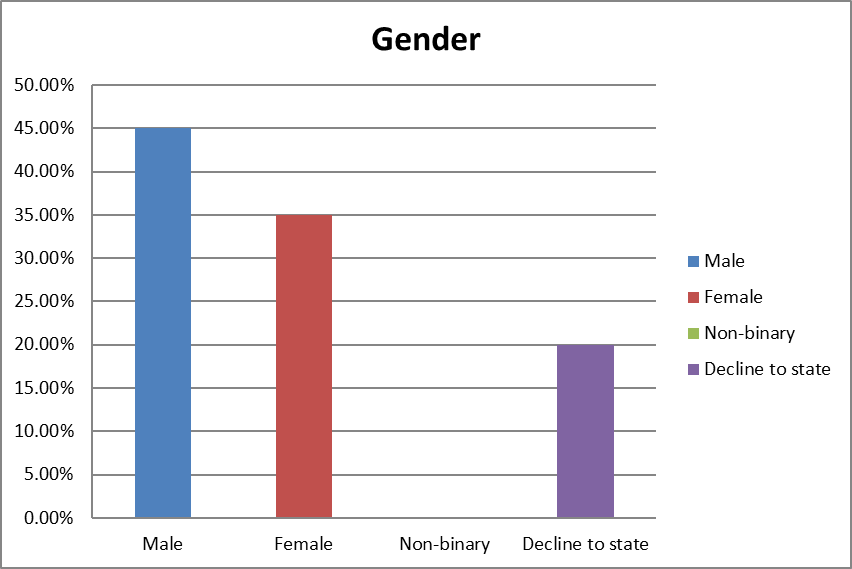 Gender
50.00%
45.00%
40.00%
35.00%
30.00%
25.00%
20.00%
15.00%
10.00%
5.00%
0.00%
Male Female Non-binary Decline to state
Male
Female
Non-binary
Decline to state